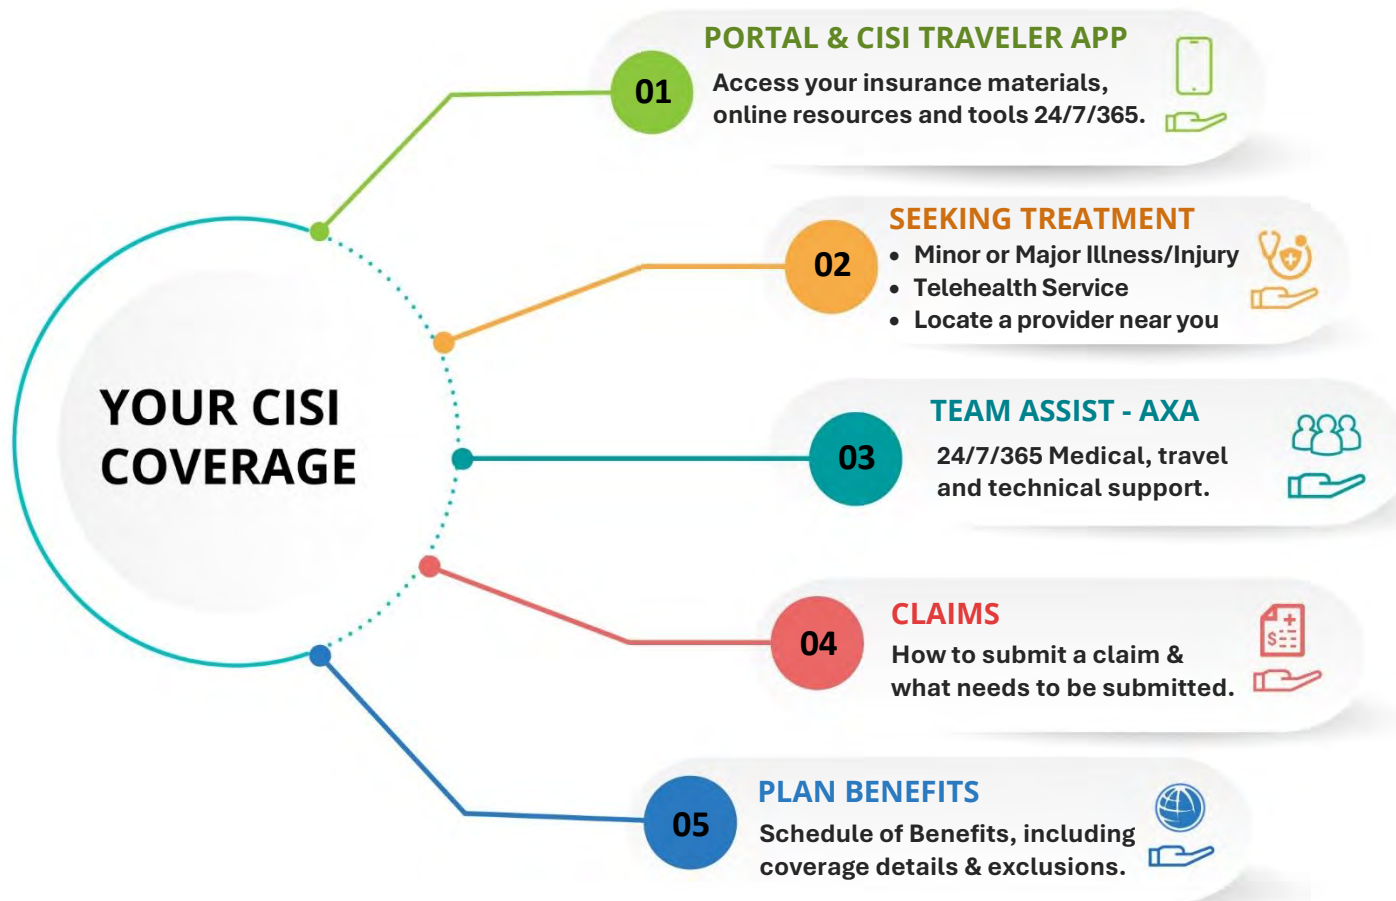 PORTAL & CISI TRAVELER APP
01
Access your insurance materials,
online resources and tools 24/7/365.
SEEKING TREATMENT
02
• Minor or Major Illness/Injury
• Telehealth Service
• Locate a provider near you
YOUR CISI
COVERAGE
TEAM ASSIST - AXA
03
24/7/365 Medical, travel
and technical support.
CLAIMS
04
How to submit a claim &
what needs to be submitted.
PLAN BENEFITS
05
Schedule of Benefits, including
coverage details & exclusions.